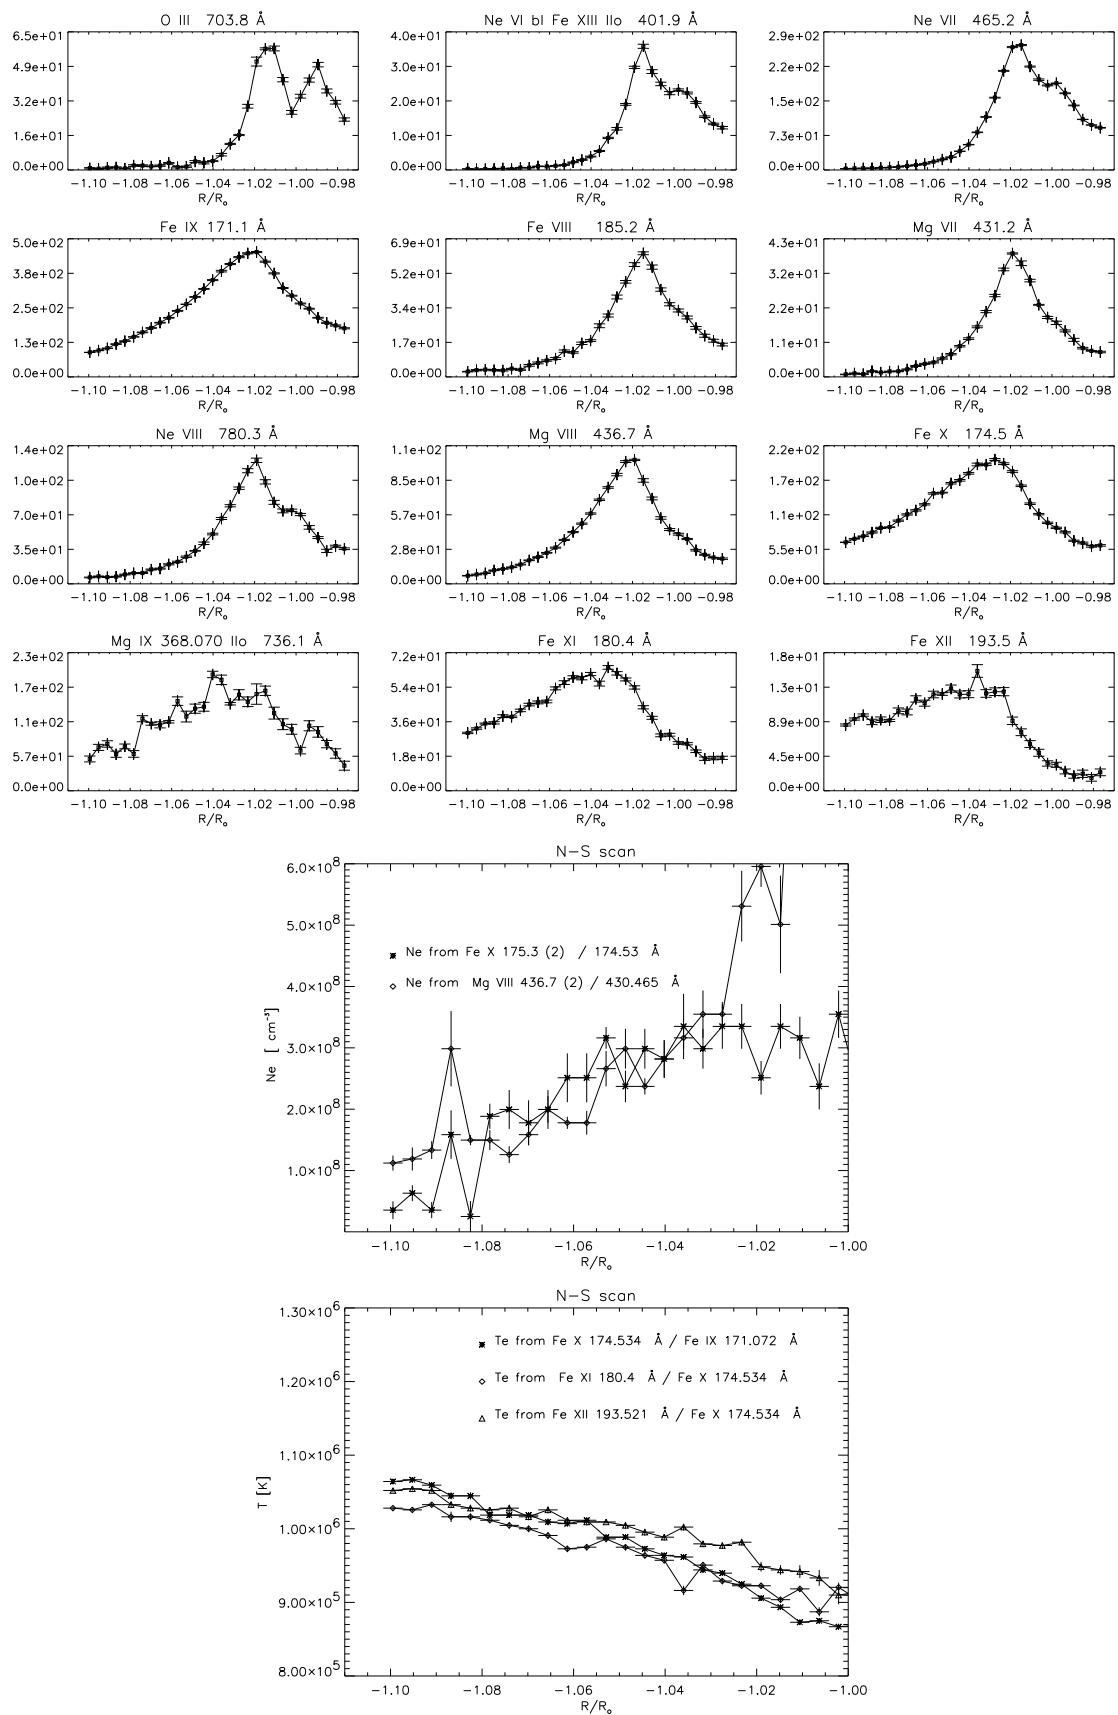 O III 703.8 Å
6.5e+01
4.9e+01
3.2e+01
1.6e+01
0.0e+00
−1.10 −1.08 −1.06 −1.04 −1.02 −1.00 −0.98
R/R₀
Ne VI bl Fe XIII IIo 401.9 Å
4.0e+01
3.0e+01
2.0e+01
1.0e+01
0.0e+00
−1.10 −1.08 −1.06 −1.04 −1.02 −1.00 −0.98
R/R₀
Ne VII 465.2 Å
2.9e+02
2.2e+02
1.5e+02
7.3e+01
0.0e+00
−1.10 −1.08 −1.06 −1.04 −1.02 −1.00 −0.98
R/R₀
Fe IX 171.1 Å
5.0e+02
3.8e+02
2.5e+02
1.3e+02
0.0e+00
−1.10 −1.08 −1.06 −1.04 −1.02 −1.00 −0.98
R/R₀
Fe VIII 185.2 Å
6.9e+01
5.2e+01
3.4e+01
1.7e+01
0.0e+00
−1.10 −1.08 −1.06 −1.04 −1.02 −1.00 −0.98
R/R₀
Mg VII 431.2 Å
4.3e+01
3.2e+01
2.1e+01
1.1e+01
0.0e+00
−1.10 −1.08 −1.06 −1.04 −1.02 −1.00 −0.98
R/R₀
Ne VIII 780.3 Å
1.4e+02
1.0e+02
7.0e+01
3.5e+01
0.0e+00
−1.10 −1.08 −1.06 −1.04 −1.02 −1.00 −0.98
R/R₀
Mg VIII 436.7 Å
1.1e+02
8.5e+01
5.7e+01
2.8e+01
0.0e+00
−1.10 −1.08 −1.06 −1.04 −1.02 −1.00 −0.98
R/R₀
Fe X 174.5 Å
2.2e+02
1.7e+02
1.1e+02
5.5e+01
0.0e+00
−1.10 −1.08 −1.06 −1.04 −1.02 −1.00 −0.98
R/R₀
Mg IX 368.070 IIo 736.1 Å
2.3e+02
1.7e+02
1.1e+02
5.7e+01
0.0e+00
−1.10 −1.08 −1.06 −1.04 −1.02 −1.00 −0.98
R/R₀
Fe XI 180.4 Å
7.2e+01
5.4e+01
3.6e+01
1.8e+01
0.0e+00
−1.10 −1.08 −1.06 −1.04 −1.02 −1.00 −0.98
R/R₀
Fe XII 193.5 Å
1.8e+01
1.3e+01
8.9e+00
4.5e+00
0.0e+00
−1.10 −1.08 −1.06 −1.04 −1.02 −1.00 −0.98
R/R₀
N−S scan
6.0×10⁸
5.0×10⁸
4.0×10⁸
3.0×10⁸
2.0×10⁸
1.0×10⁸
Ne [ cm⁻³]
Ne from Fe X 175.3 (2) / 174.53 Å
Ne from Mg VIII 436.7 (2) / 430.465 Å
−1.10 −1.08 −1.06 −1.04 −1.02 −1.00
R/R₀
N−S scan
1.30×10⁶
1.20×10⁶
1.10×10⁶
1.00×10⁶
9.00×10⁵
8.00×10⁵
T [K]
Te from Fe X 174.534 Å / Fe IX 171.072 Å
Te from Fe XI 180.4 Å / Fe X 174.534 Å
Te from Fe XII 193.521 Å / Fe X 174.534 Å
−1.10 −1.08 −1.06 −1.04 −1.02 −1.00
R/R₀